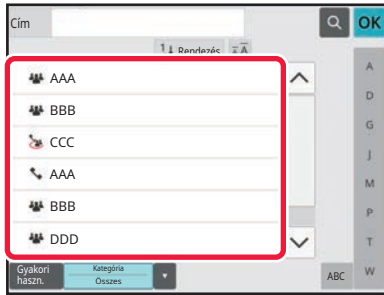 Cím
OK
Rendezés
AAA
BBB
CCC
AAA
BBB
DDD
A
D
G
J
M
P
T
W
Gyakori
haszn.
Kategória
Összes
ABC